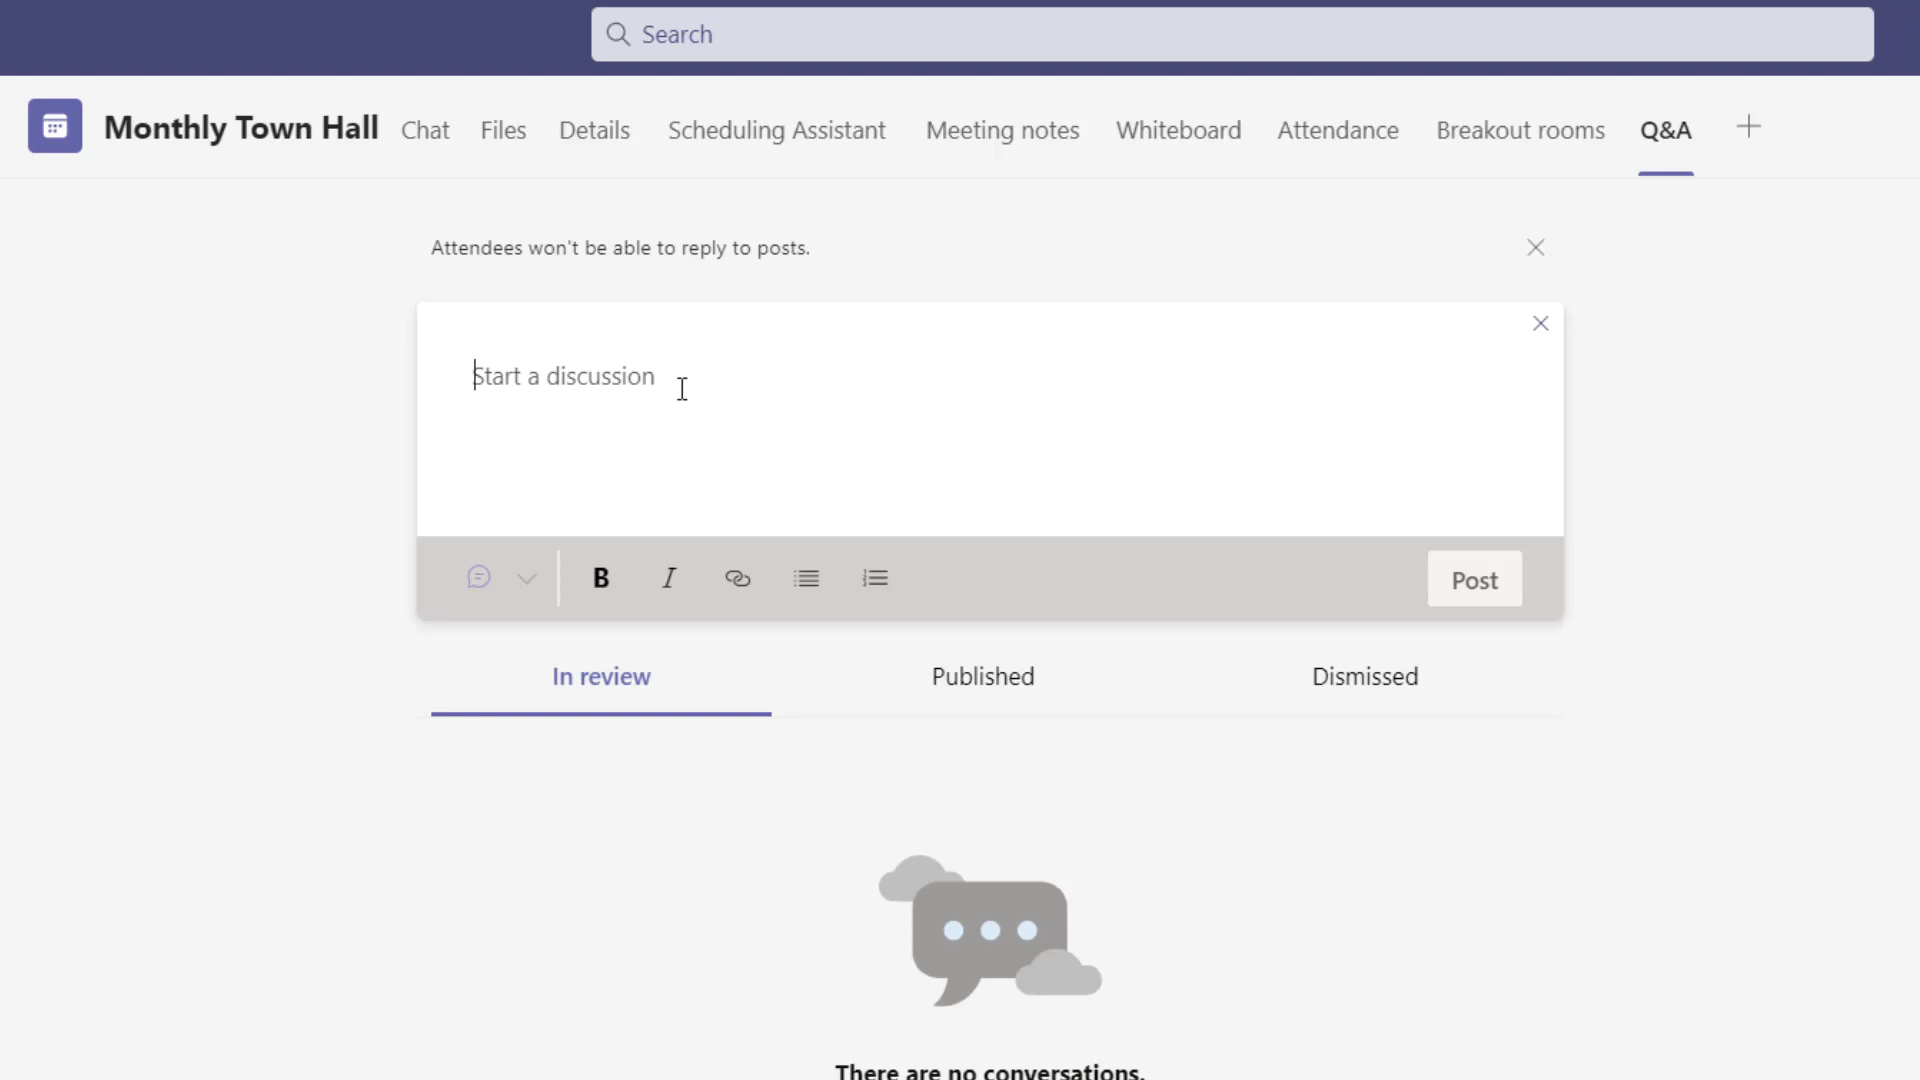 Search
Monthly Town Hall Chat Files Details Scheduling Assistant Meeting notes Whiteboard Attendance Breakout rooms Q&A
Attendees won't be able to reply to posts.
Start a discussion
B I Post
In review Published Dismissed
There are no conversations.